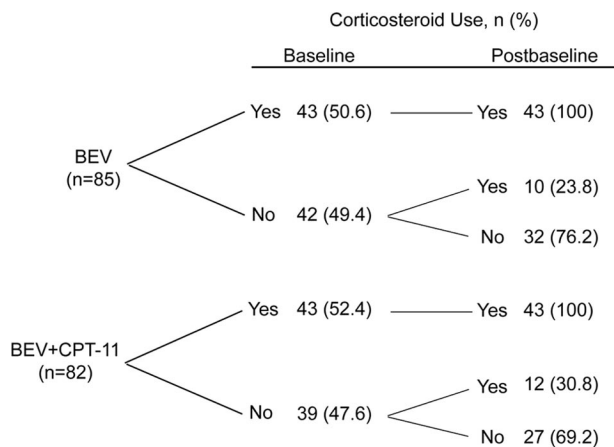 Corticosteroid Use, n (%)
Baseline Postbaseline
Yes 43 (50.6) Yes 43 (100)
BEV
(n=85)
Yes 10 (23.8)
No 42 (49.4)
No 32 (76.2)
Yes 43 (52.4) Yes 43 (100)
BEV+CPT-11
(n=82)
Yes 12 (30.8)
No 39 (47.6)
No 27 (69.2)